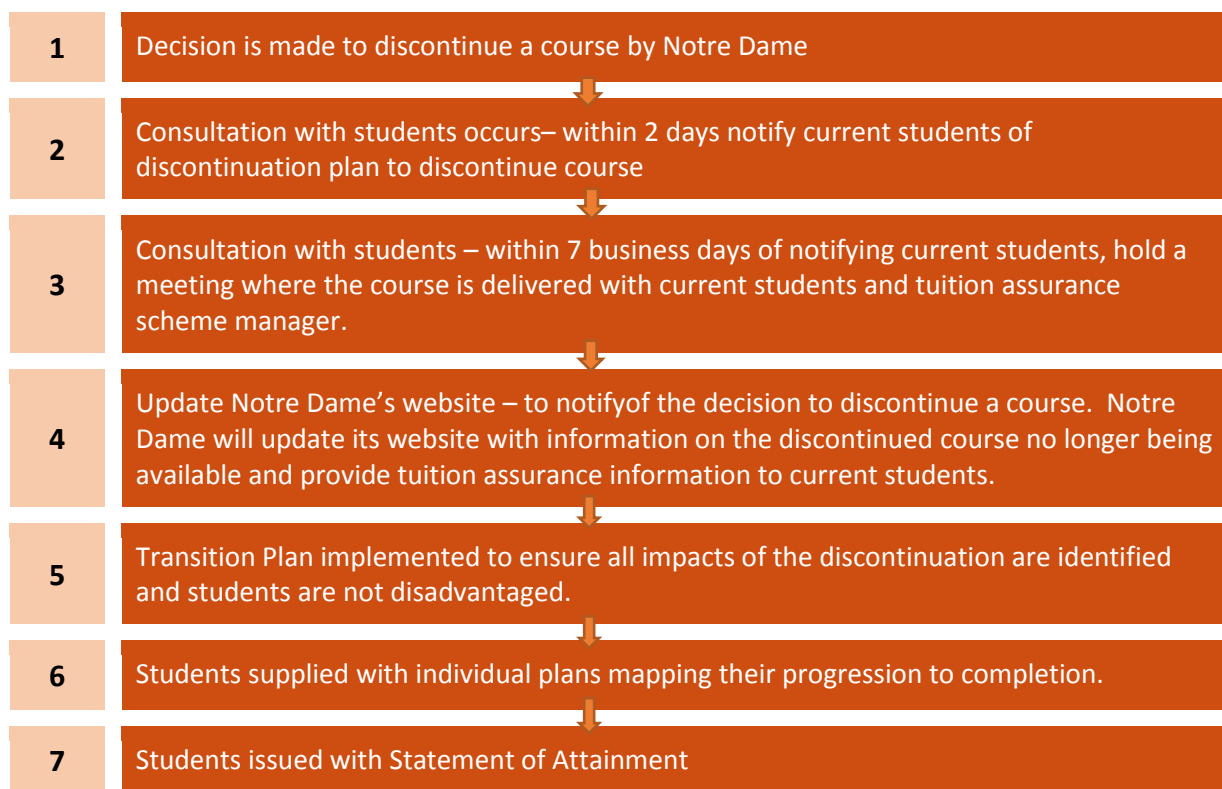 1
Decision is made to discontinue a course by Notre Dame
2
Consultation with students occurs– within 2 days notify current students of
discontinuation plan to discontinue course
3
Consultation with students – within 7 business days of notifying current students, hold a
meeting where the course is delivered with current students and tuition assurance
scheme manager.
4
Update Notre Dame’s website – to notifyof the decision to discontinue a course.  Notre
Dame will update its website with information on the discontinued course no longer being
available and provide tuition assurance information to current students.
5
Transition Plan implemented to ensure all impacts of the discontinuation are identified
and students are not disadvantaged.
6
Students supplied with individual plans mapping their progression to completion.
7
Students issued with Statement of Attainment